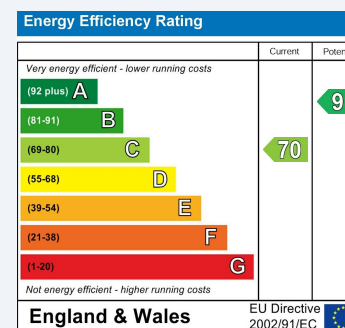 Energy Efficiency Rating
Current
Very energy efficient - lower running costs
(92 plus) A
(81-91) B
(69-80) C
70
(55-68) D
(39-54) E
(21-38) F
(1-20) G
Not energy efficient - higher running costs
England & Wales
EU Directive
2002/91/EC